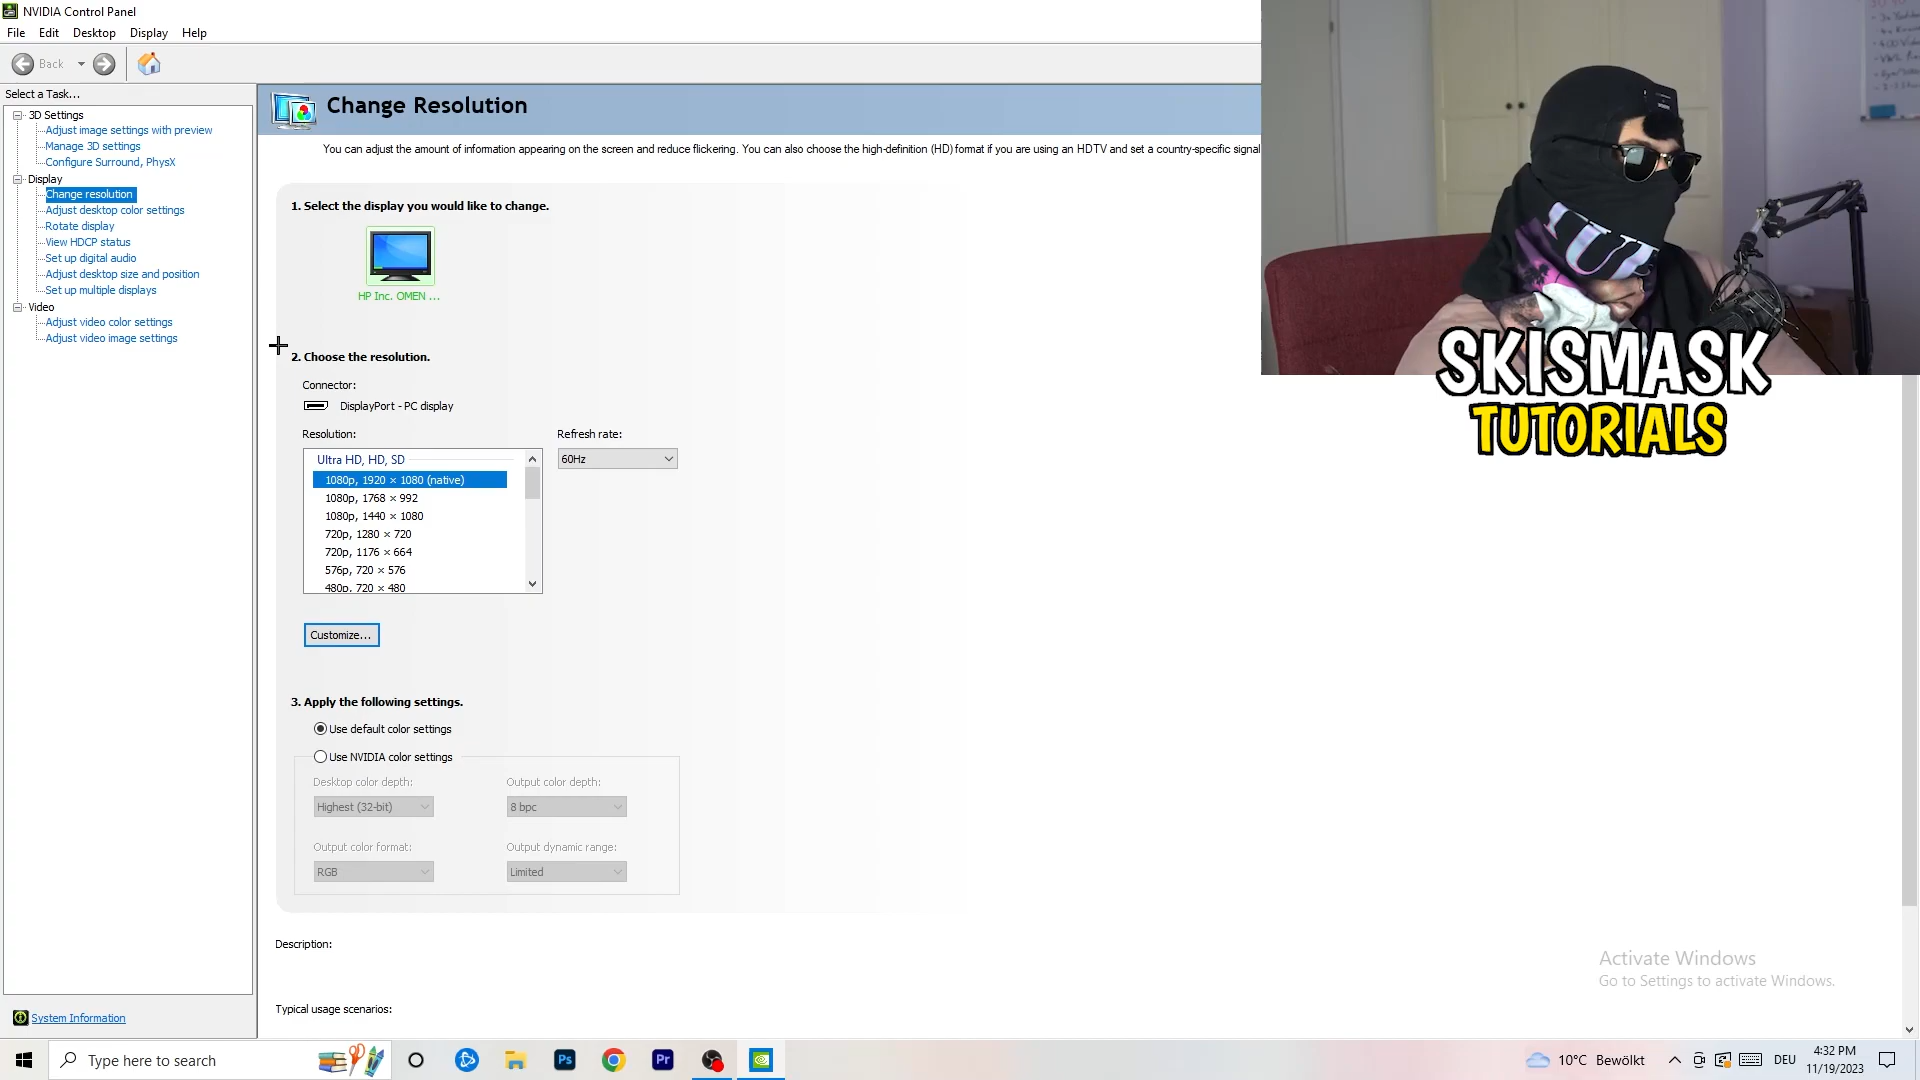 NVIDIA Control Panel
File Edit Desktop Display Help
Back
Select a Task...
3D Settings
Adjust image settings with preview
Manage 3D settings
Configure Surround, PhysX
Display
Change resolution
Adjust desktop color settings
Rotate display
View HDCP status
Set up digital audio
Adjust desktop size and position
Set up multiple displays
Video
Adjust video color settings
Adjust video image settings
System Information
Change Resolution
You can adjust the amount of information appearing on the screen and reduce flickering. You can also choose the high-definition (HD) format if you are using an HDTV and set a country-specific signal
1. Select the display you would like to change.
HP Inc. OMEN ...
2. Choose the resolution.
Connector:
DisplayPort - PC display
Resolution:
Refresh rate:
60Hz
Ultra HD, HD, SD
1080p, 1920 × 1080 (native)
1080p, 1768 × 992
1080p, 1440 × 1080
720p, 1280 × 720
720p, 1176 × 664
576p, 720 × 576
480p, 720 × 480
Customize...
3. Apply the following settings.
Use default color settings
Use NVIDIA color settings
Desktop color depth:
Output color depth:
Highest (32-bit)
8 bpc
Output color format:
Output dynamic range:
RGB
Limited
Description:
Typical usage scenarios:
SKISMASK
TUTORIALS
Activate Windows
Go to Settings to activate Windows.
Type here to search
Ps
Pr
10°C Bewölkt
DEU
4:32 PM
11/19/2023